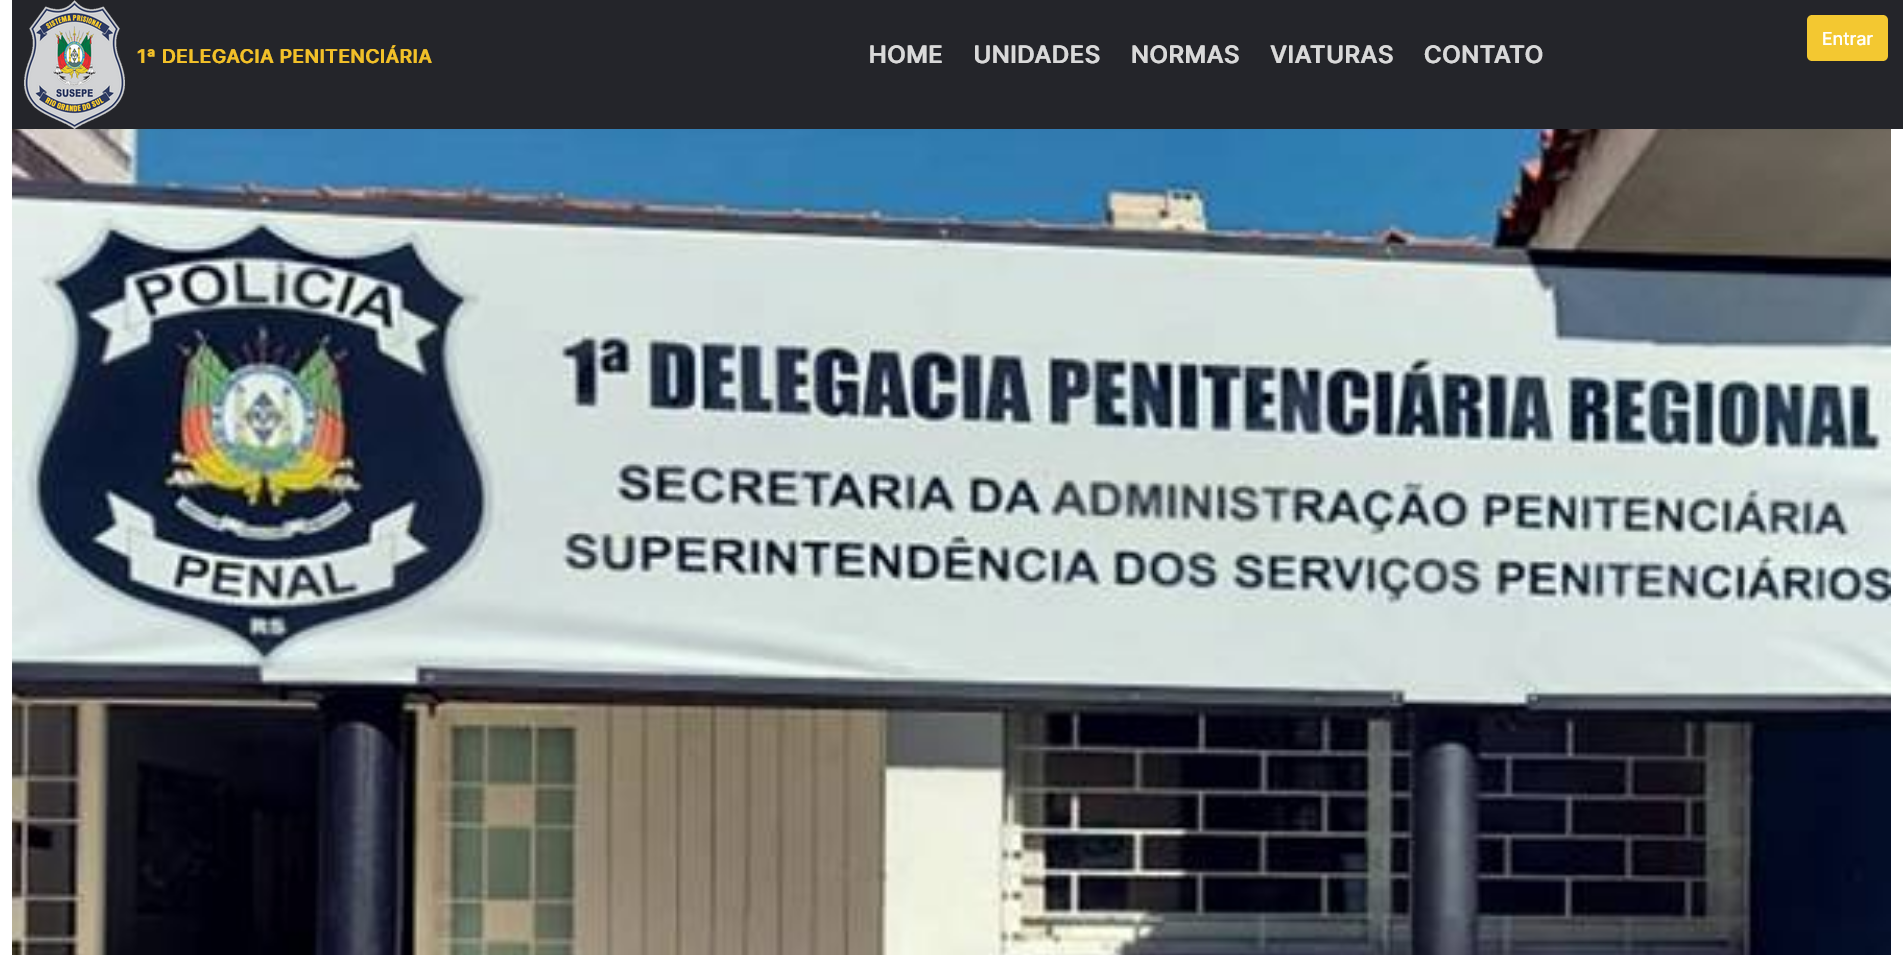 SISTEMA PRISIONAL
SUSEPE
RIO GRANDE DO SUL
1ª DELEGACIA PENITENCIÁRIA
HOME UNIDADES NORMAS VIATURAS CONTATO
Entrar
POLÍCIA
PENAL
RS
1ª DELEGACIA PENITENCIÁRIA REGIONAL
SECRETARIA DA ADMINISTRAÇÃO PENITENCIÁRIA
SUPERINTENDÊNCIA DOS SERVIÇOS PENITENCIÁRIOS